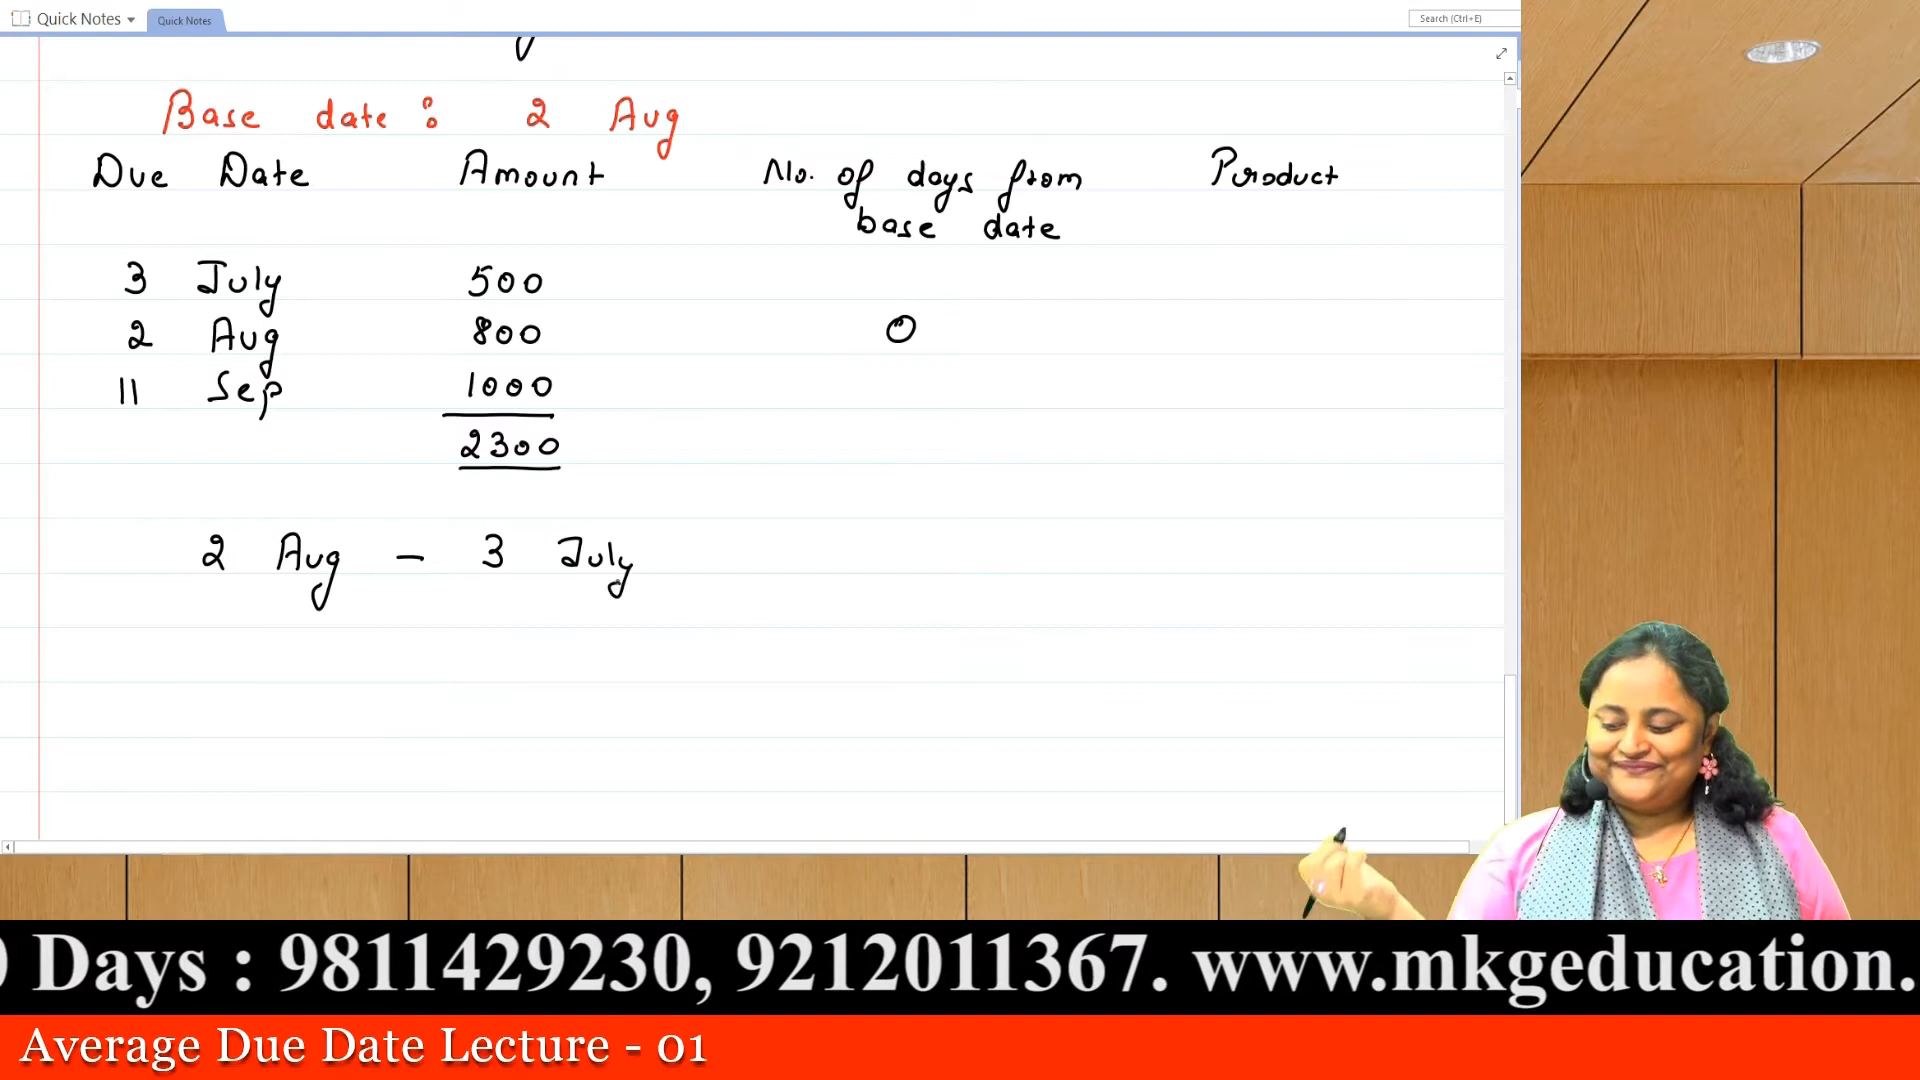 Quick Notes
Quick Notes
Search (Ctrl+E)
Base date : 2 Aug
Due Date Amount No. of days from base date Product
3 July 500
2 Aug 800 0
11 Sep 1000
2300
2 Aug - 3 July
Days : 9811429230, 9212011367. www.mkgeducation.
Average Due Date Lecture - 01